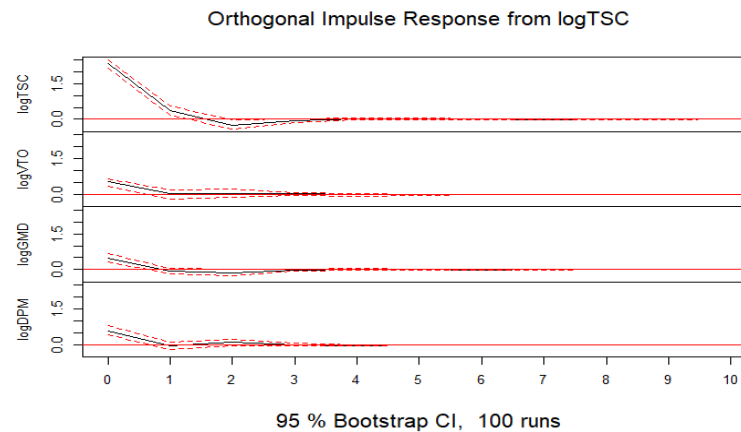 Orthogonal Impulse Response from logTSC
logTSC
1.5
0.0
logVTO
1.5
0.0
logGMD
1.5
0.0
logDPM
1.5
0.0
0 1 2 3 4 5 6 7 8 9 10
95 % Bootstrap CI, 100 runs